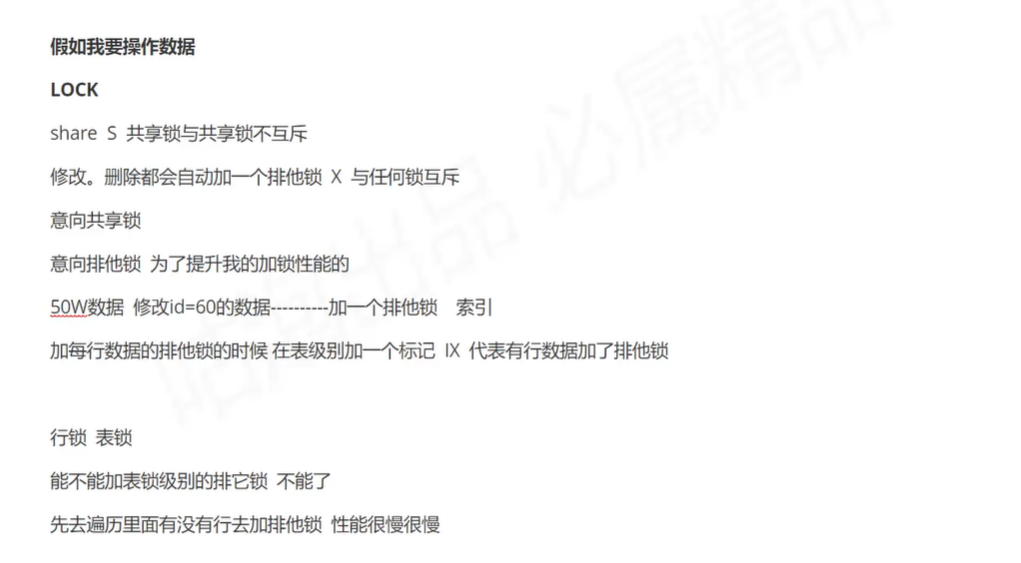 假如我要操作数据
LOCK
share S 共享锁与共享锁不互斥
修改。删除都会自动加一个排他锁 X 与任何锁互斥
意向共享锁
意向排他锁 为了提升我的加锁性能的
50W数据 修改id=60的数据----------加一个排他锁 索引
加每行数据的排他锁的时候 在表级别加一个标记 IX 代表有行数据加了排他锁
行锁 表锁
能不能加表锁级别的排它锁 不能了
先去遍历里面有没有行去加排他锁 性能很慢很慢
咕泡出品 必属精品